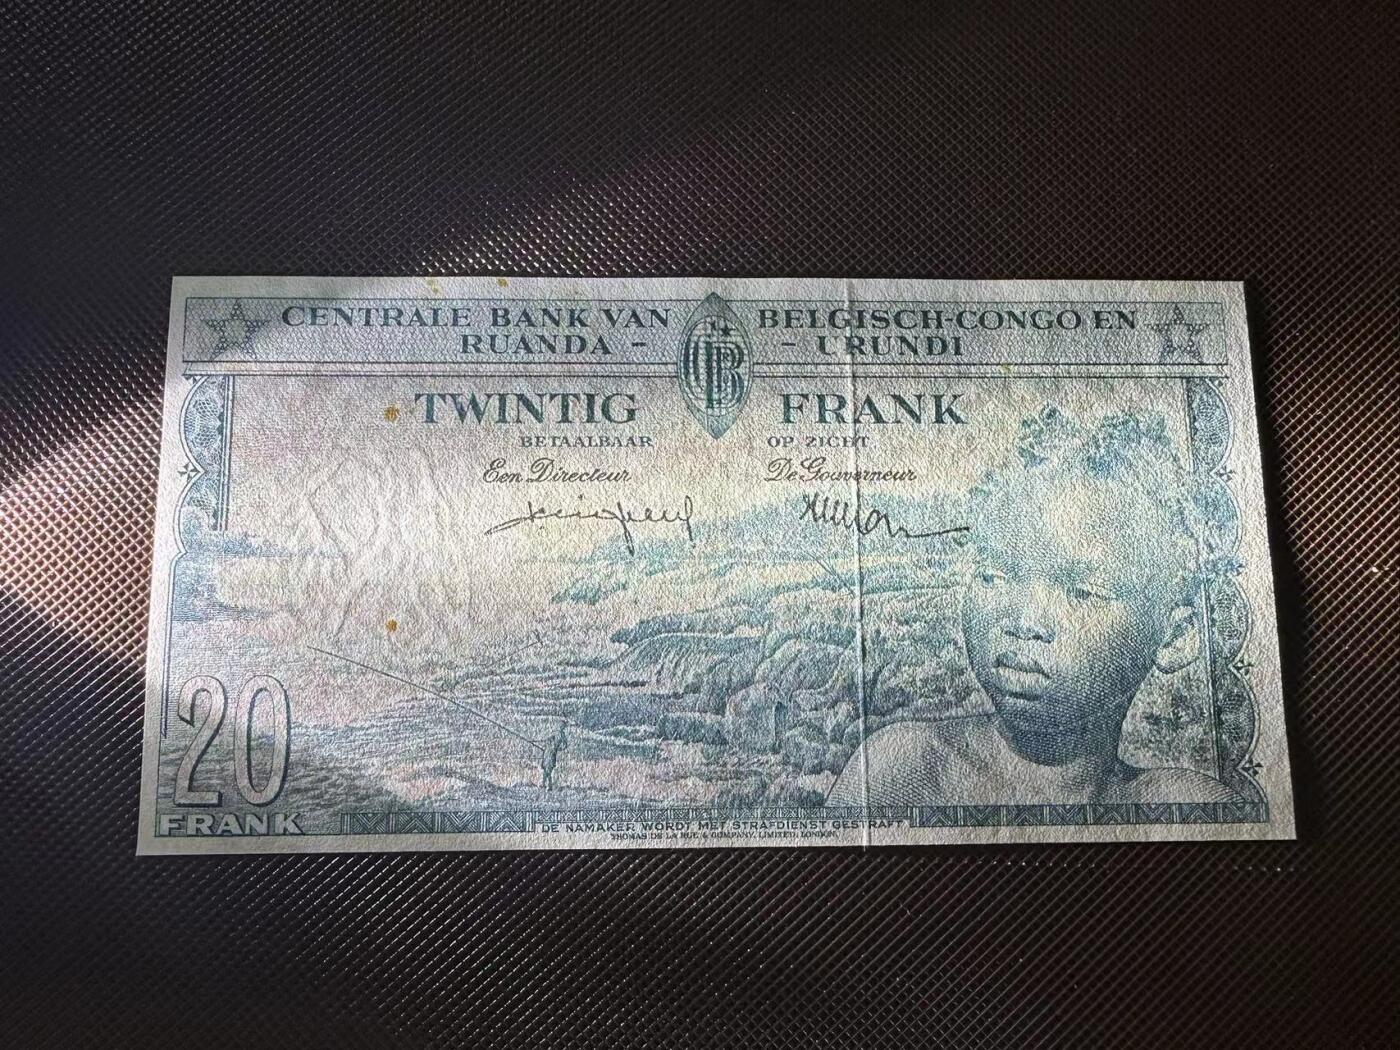 CENTRALE BANK VAN BELGISCH-CONGO EN
RUANDA - - URUNDI
TWINTIG FRANK
BETAALBAAR OP ZICHT
Een Directeur De Gouverneur
20
FRANK
DE NAMAKER WORDT MET STRAFDIENST GESTRAFT
THOMAS DE LA RUE & COMPANY, LIMITED, LONDON.